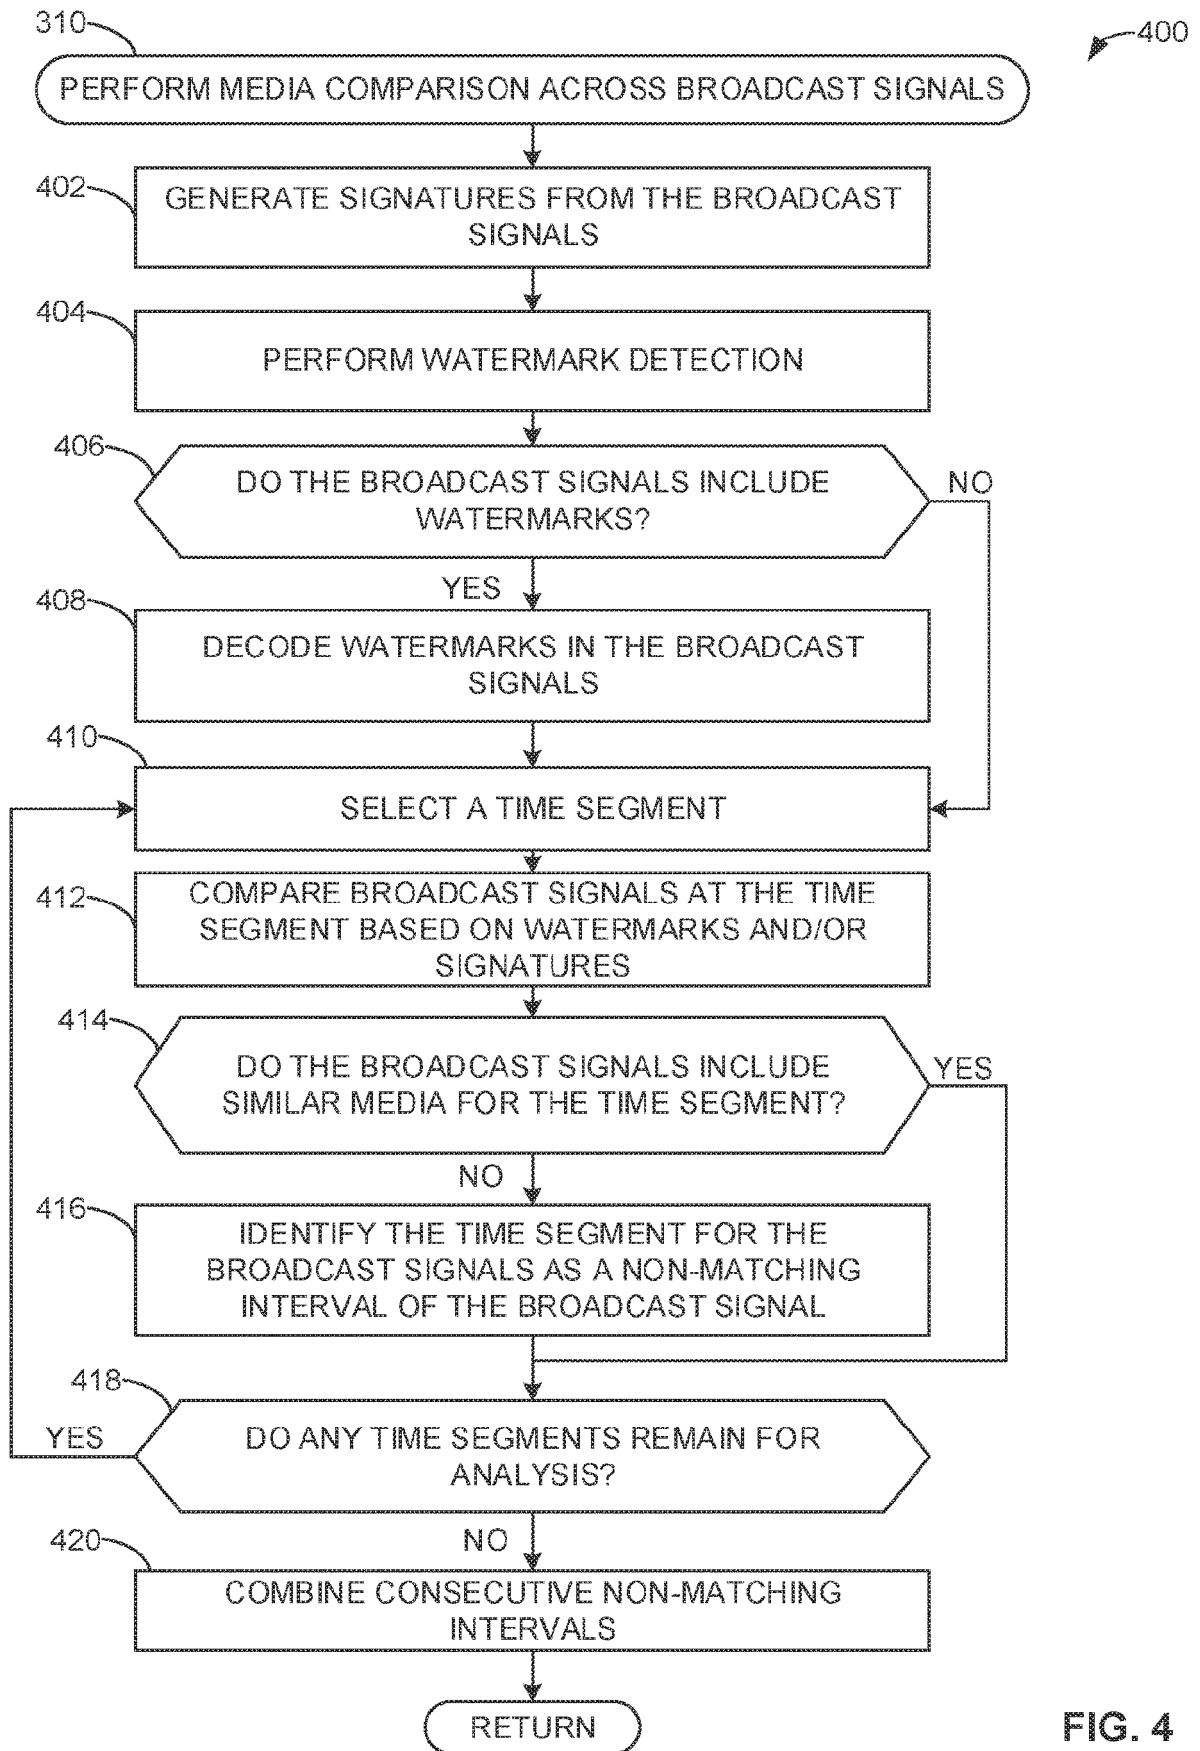 310
400
PERFORM MEDIA COMPARISON ACROSS BROADCAST SIGNALS
402
GENERATE SIGNATURES FROM THE BROADCAST
SIGNALS
404
PERFORM WATERMARK DETECTION
406
DO THE BROADCAST SIGNALS INCLUDE
WATERMARKS?
NO
YES
408
DECODE WATERMARKS IN THE BROADCAST
SIGNALS
410
SELECT A TIME SEGMENT
412
COMPARE BROADCAST SIGNALS AT THE TIME
SEGMENT BASED ON WATERMARKS AND/OR
SIGNATURES
414
DO THE BROADCAST SIGNALS INCLUDE
SIMILAR MEDIA FOR THE TIME SEGMENT?
YES
NO
416
IDENTIFY THE TIME SEGMENT FOR THE
BROADCAST SIGNALS AS A NON-MATCHING
INTERVAL OF THE BROADCAST SIGNAL
418
YES
DO ANY TIME SEGMENTS REMAIN FOR
ANALYSIS?
NO
420
COMBINE CONSECUTIVE NON-MATCHING
INTERVALS
RETURN
FIG. 4